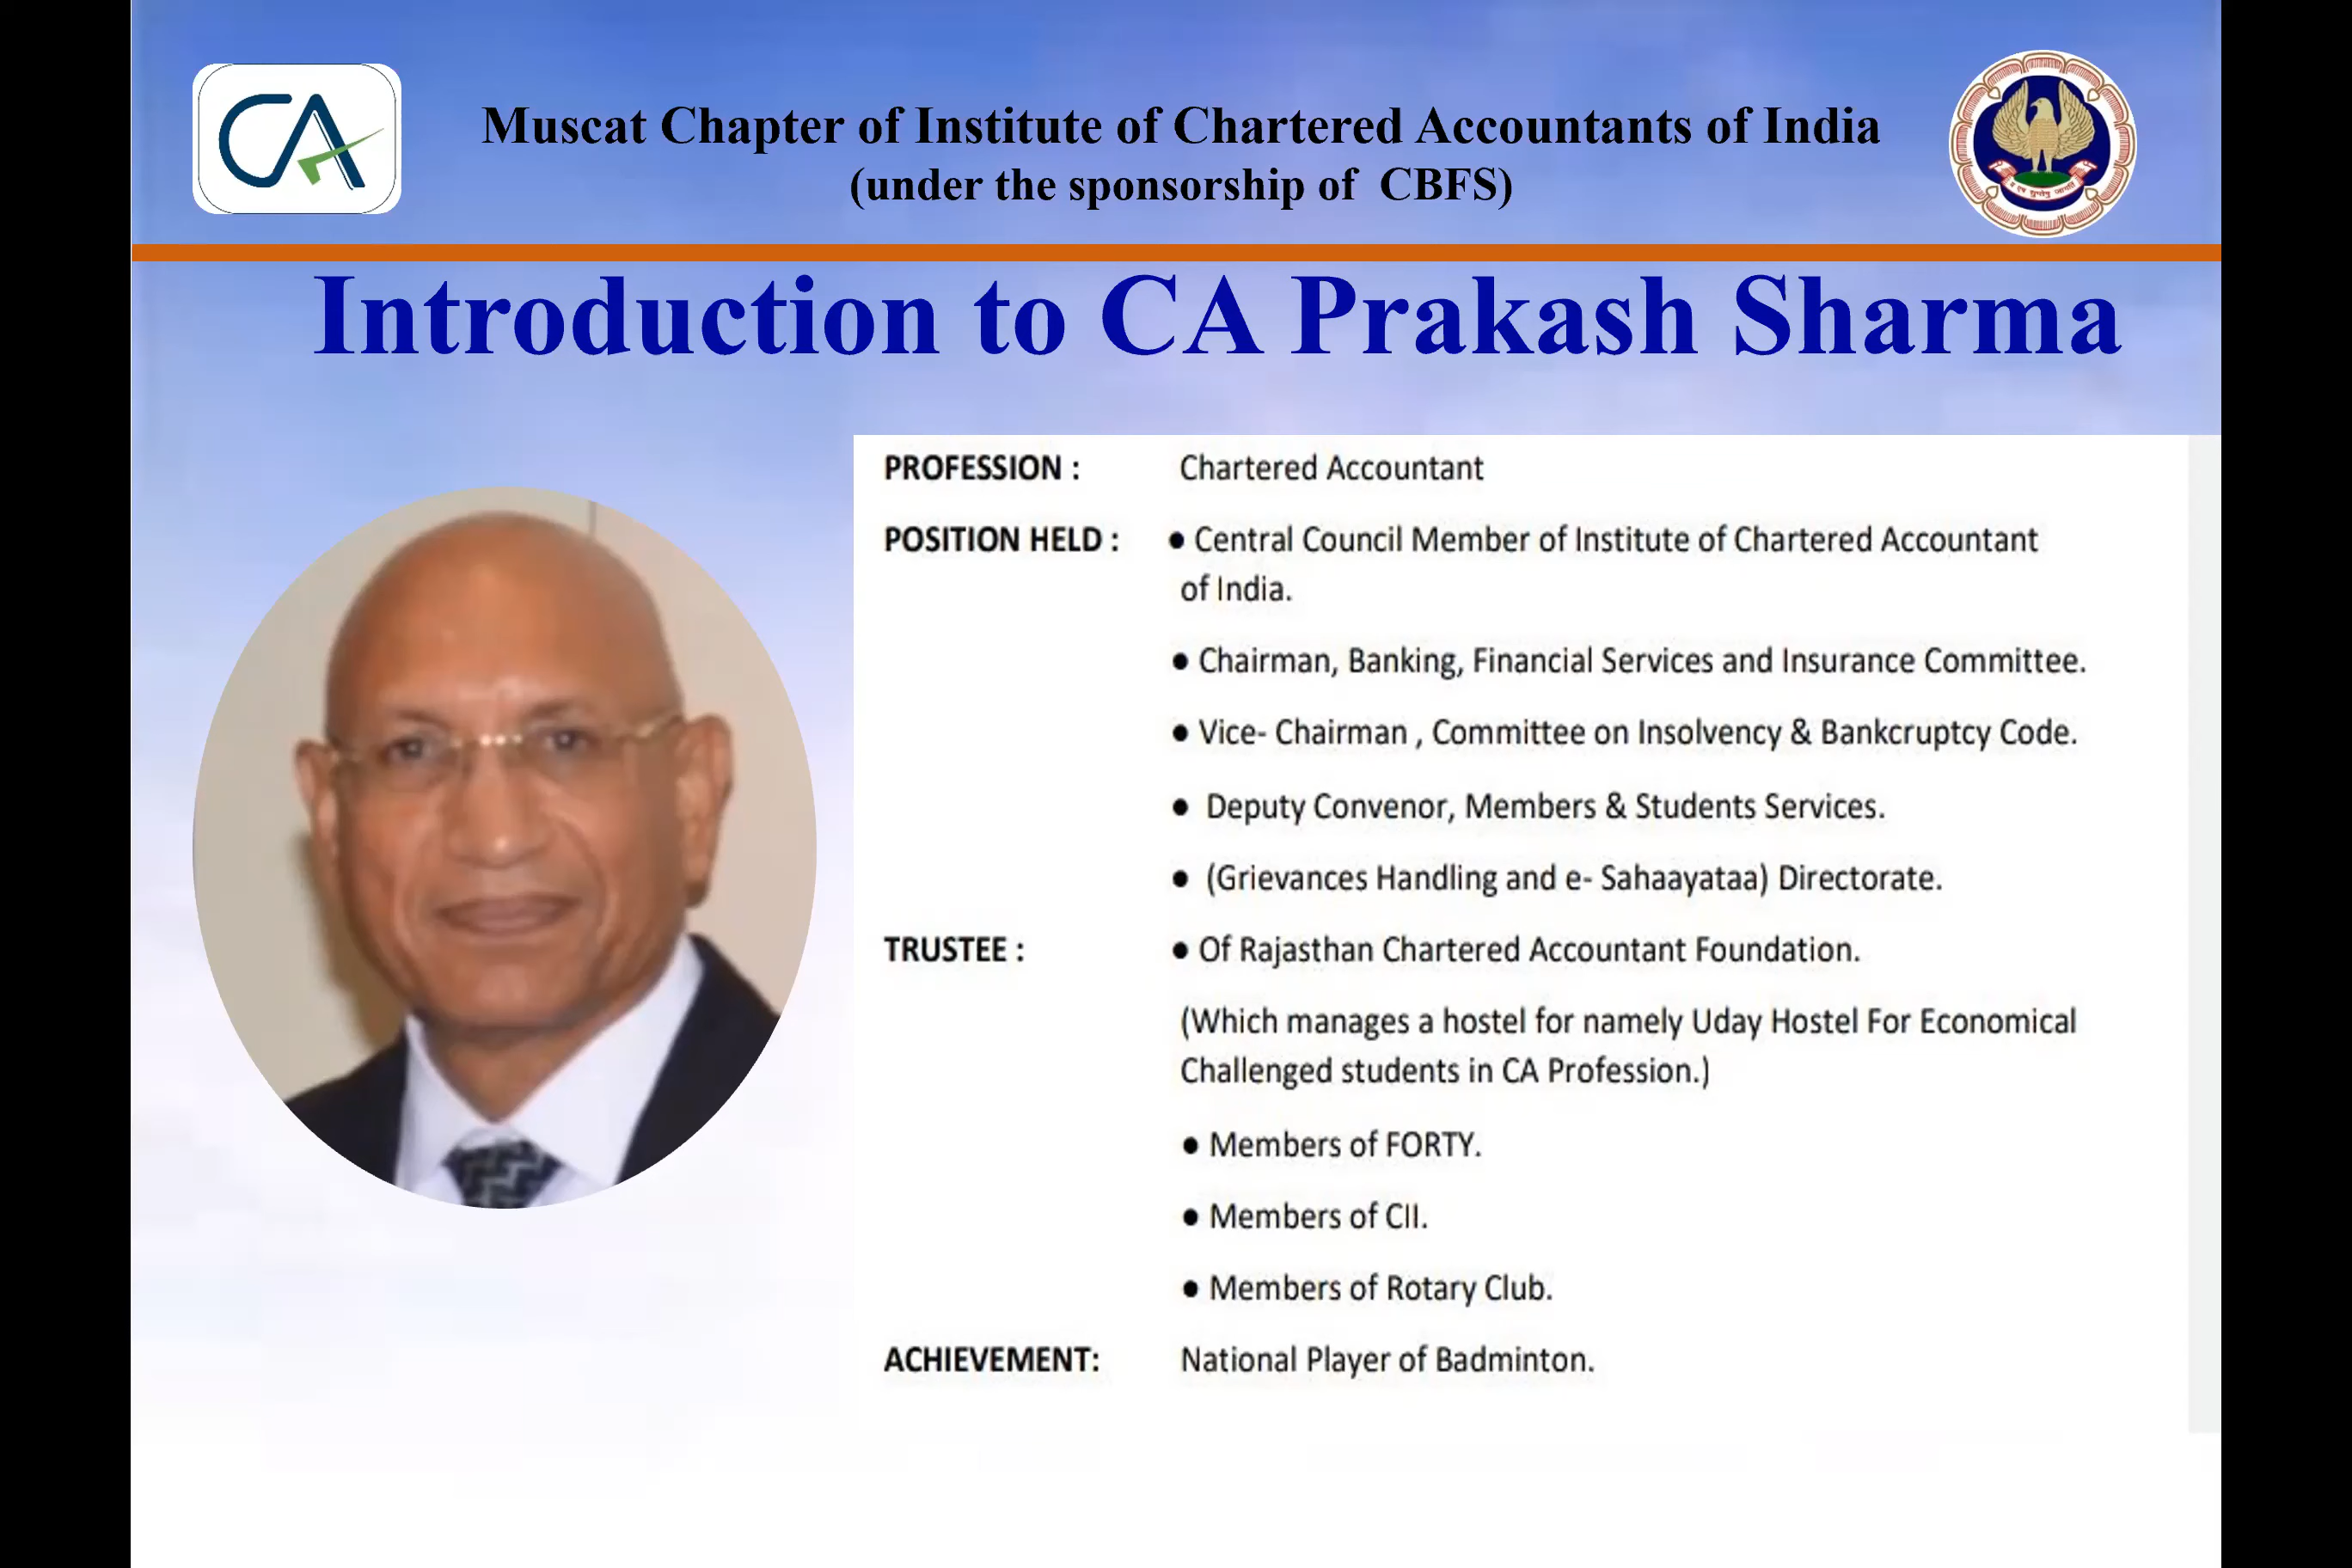 CA
Muscat Chapter of Institute of Chartered Accountants of India
(under the sponsorship of CBFS)
य एष सुप्तेषु जागर्ति
Introduction to CA Prakash Sharma
PROFESSION : Chartered Accountant
POSITION HELD : ● Central Council Member of Institute of Chartered Accountant
of India.
● Chairman, Banking, Financial Services and Insurance Committee.
● Vice- Chairman , Committee on Insolvency & Bankcruptcy Code.
● Deputy Convenor, Members & Students Services.
● (Grievances Handling and e- Sahaayataa) Directorate.
TRUSTEE : ● Of Rajasthan Chartered Accountant Foundation.
(Which manages a hostel for namely Uday Hostel For Economical
Challenged students in CA Profession.)
● Members of FORTY.
● Members of CII.
● Members of Rotary Club.
ACHIEVEMENT: National Player of Badminton.